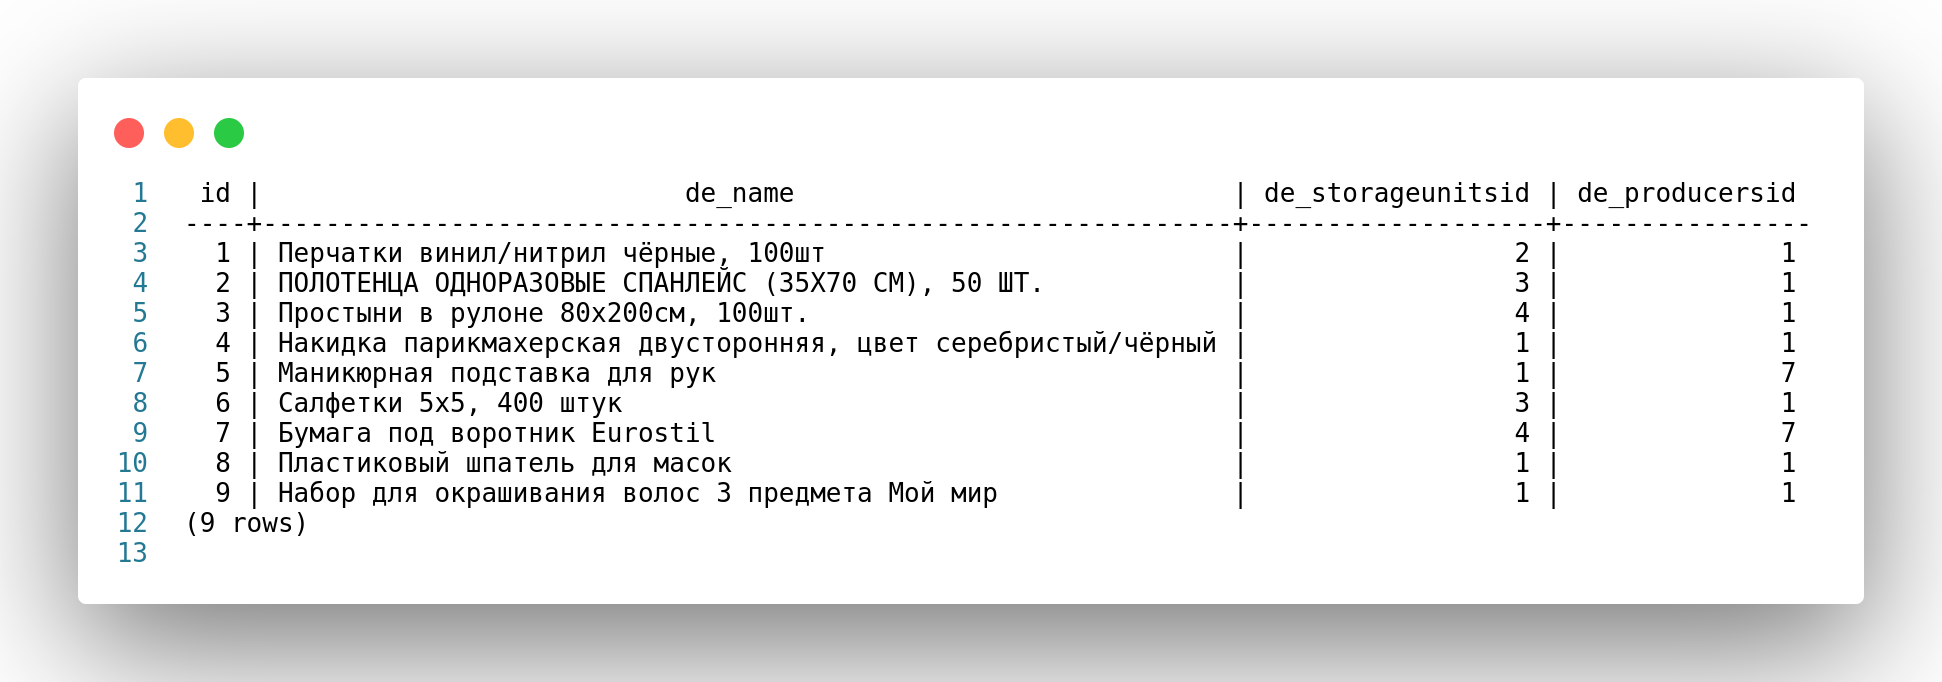 1   id |                           de_name                            | de_storageunitsid | de_producersid
2  ----+--------------------------------------------------------------+-------------------+----------------
3    1 | Перчатки винил/нитрил чёрные, 100шт                          |                 2 |              1
4    2 | ПОЛОТЕНЦА ОДНОРАЗОВЫЕ СПАНЛЕЙС (35Х70 СМ), 50 ШТ.            |                 3 |              1
5    3 | Простыни в рулоне 80х200см, 100шт.                           |                 4 |              1
6    4 | Накидка парикмахерская двусторонняя, цвет серебристый/чёрный |                 1 |              1
7    5 | Маникюрная подставка для рук                                 |                 1 |              7
8    6 | Салфетки 5х5, 400 штук                                       |                 3 |              1
9    7 | Бумага под воротник Eurostil                                 |                 4 |              7
10   8 | Пластиковый шпатель для масок                                |                 1 |              1
11   9 | Набор для окрашивания волос 3 предмета Мой мир               |                 1 |              1
12 (9 rows)
13